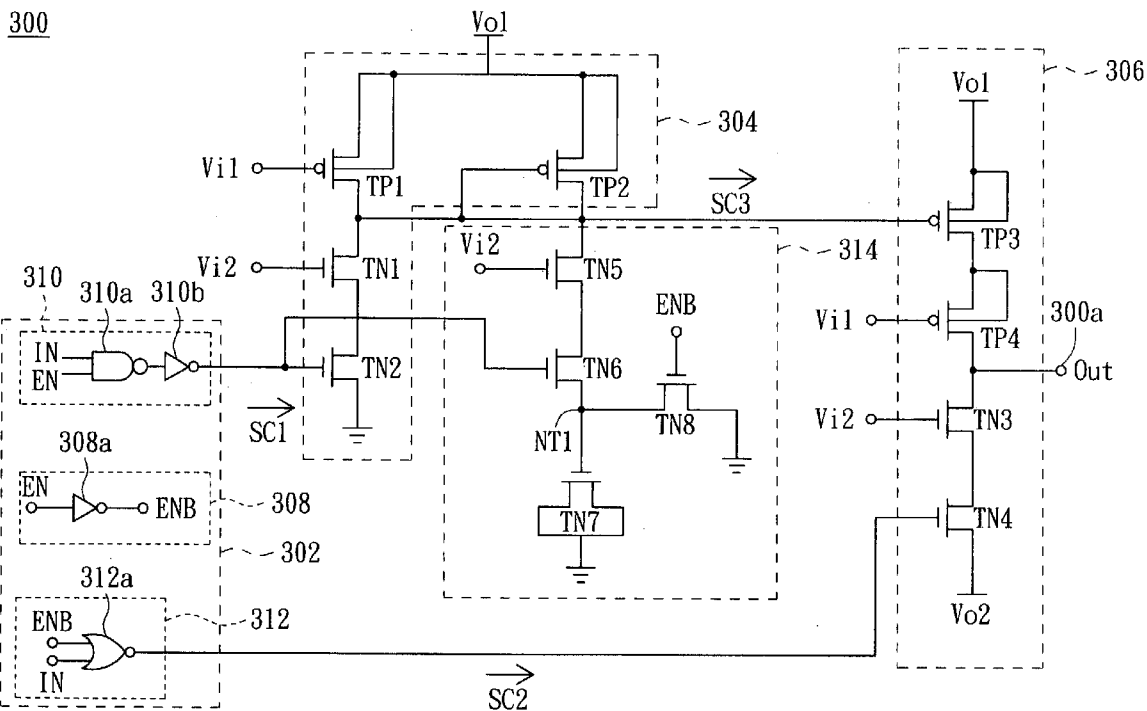 300
Vo1
304
306
Vo1
Vi1
TP1
TP2
SC3
TP3
Vi2
TN1
Vi2
TN5
314
310
310a
310b
ENB
Vi1
TP4
300a
Out
IN
EN
TN2
TN6
TN8
SC1
NT1
Vi2
TN3
308a
EN
ENB
308
TN7
TN4
302
312a
ENB
312
IN
Vo2
SC2